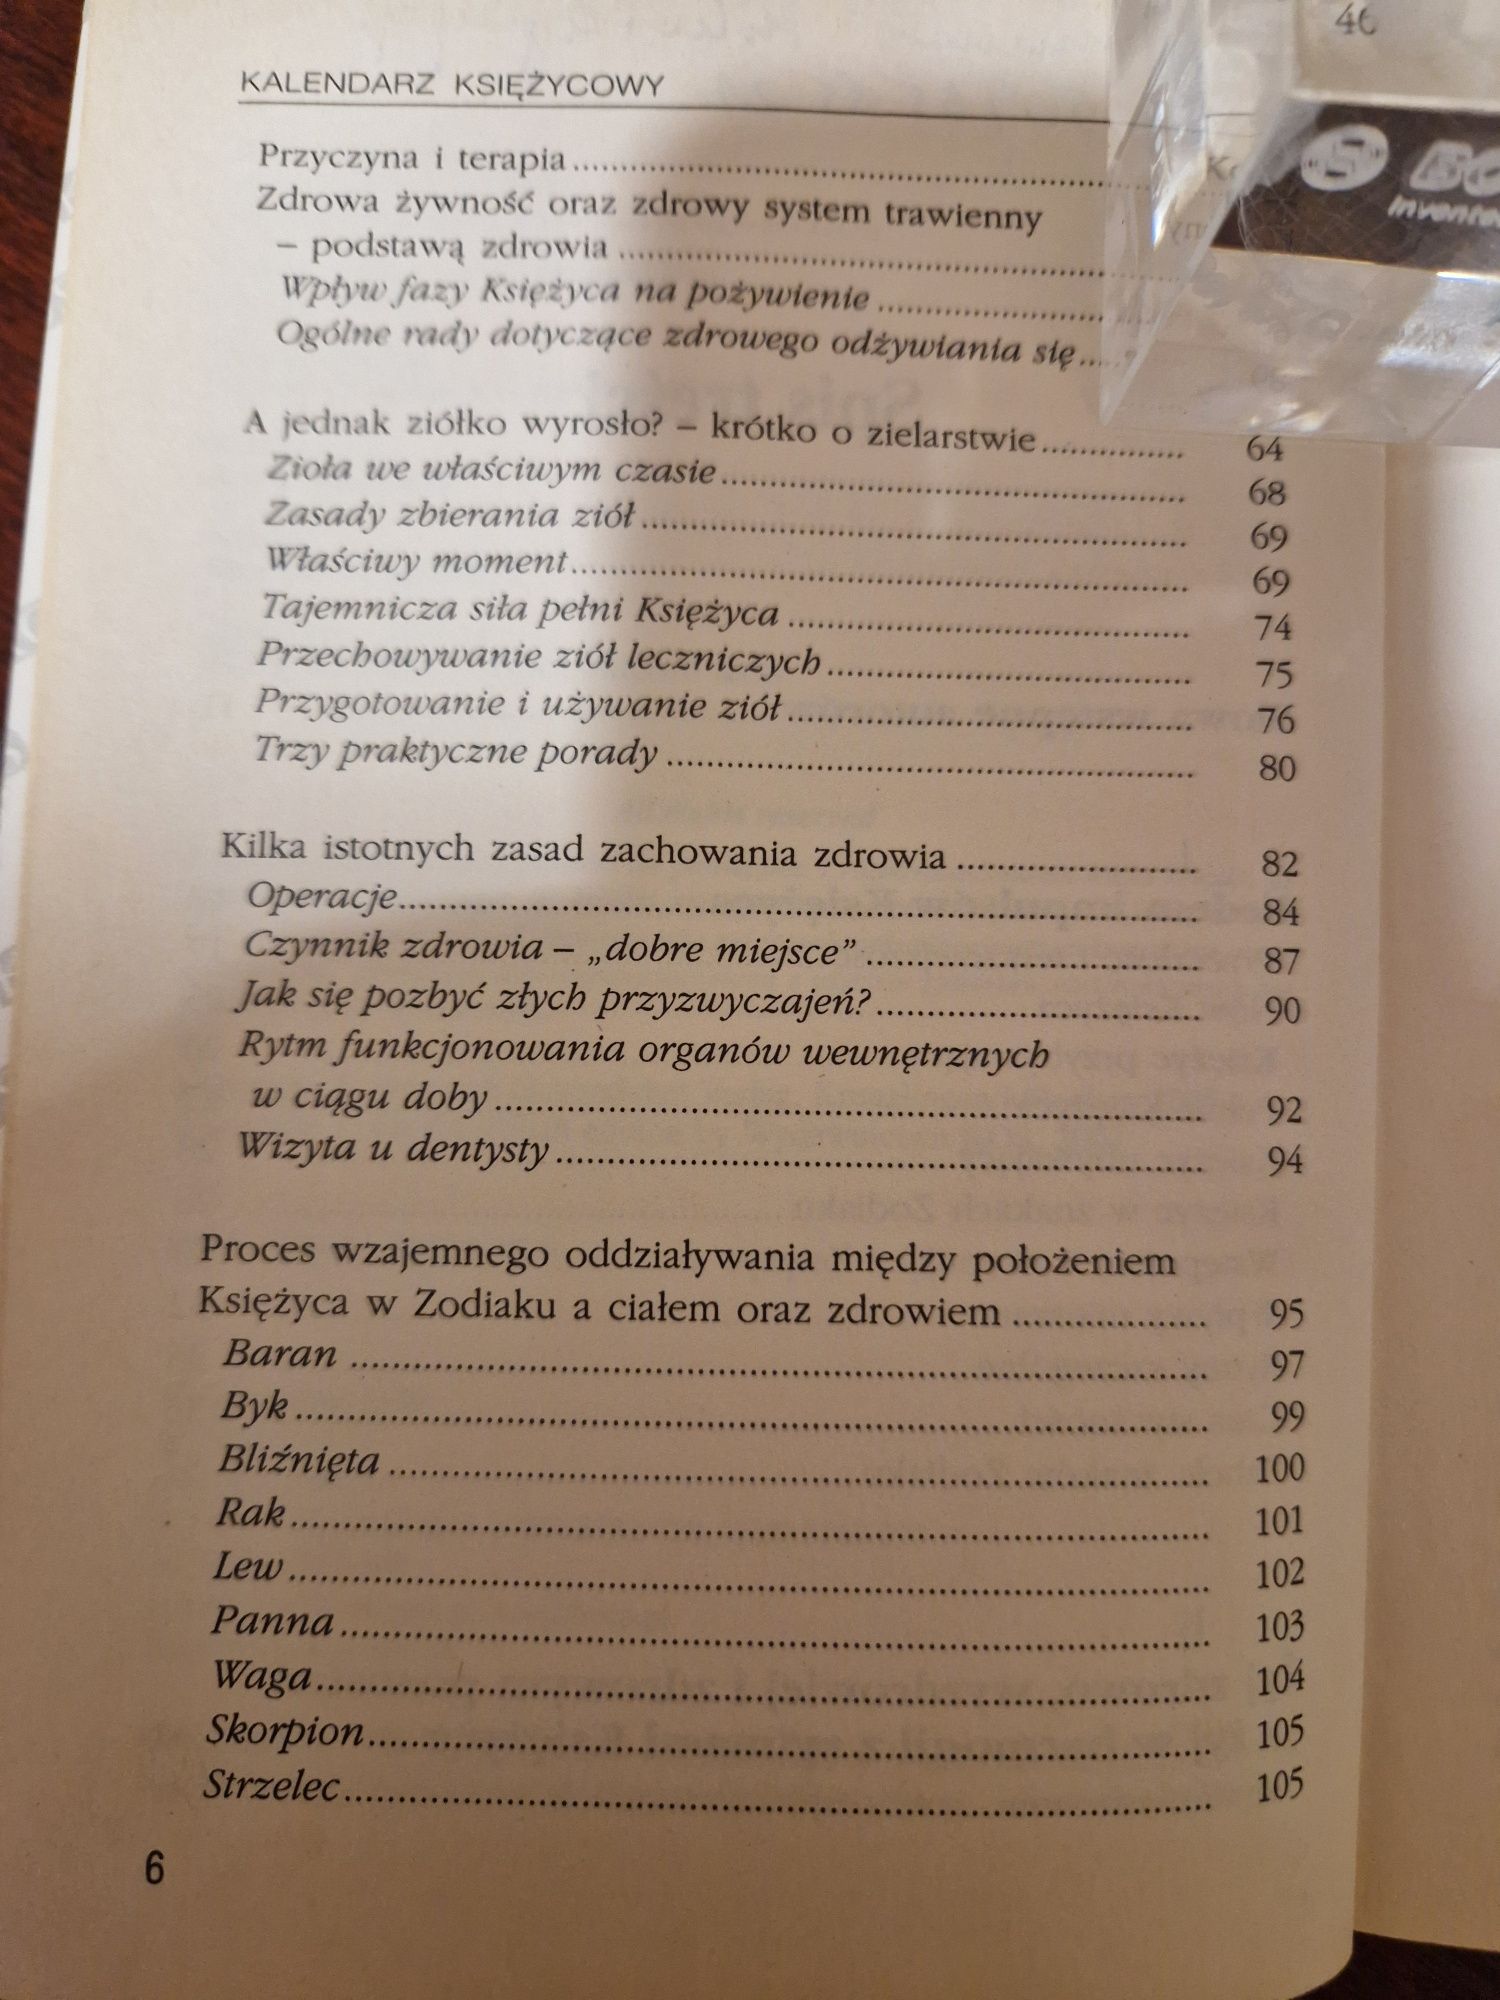 46
KALENDARZ KSIĘŻYCOWY
Przyczyna i terapia
Zdrowa żywność oraz zdrowy system trawienny
– podstawą zdrowia
Wpływ fazy Księżyca na pożywienie
Ogólne rady dotyczące zdrowego odżywiania się
A jednak ziółko wyrosło? – krótko o zielarstwie 64
Zioła we właściwym czasie 68
Zasady zbierania ziół 69
Właściwy moment 69
Tajemnicza siła pełni Księżyca 74
Przechowywanie ziół leczniczych 75
Przygotowanie i używanie ziół 76
Trzy praktyczne porady 80
Kilka istotnych zasad zachowania zdrowia 82
Operacje 84
Czynnik zdrowia – „dobre miejsce” 87
Jak się pozbyć złych przyzwyczajeń? 90
Rytm funkcjonowania organów wewnętrznych
w ciągu doby 92
Wizyta u dentysty 94
Proces wzajemnego oddziaływania między położeniem
Księżyca w Zodiaku a ciałem oraz zdrowiem 95
Baran 97
Byk 99
Bliźnięta 100
Rak 101
Lew 102
Panna 103
Waga 104
Skorpion 105
Strzelec 105
6